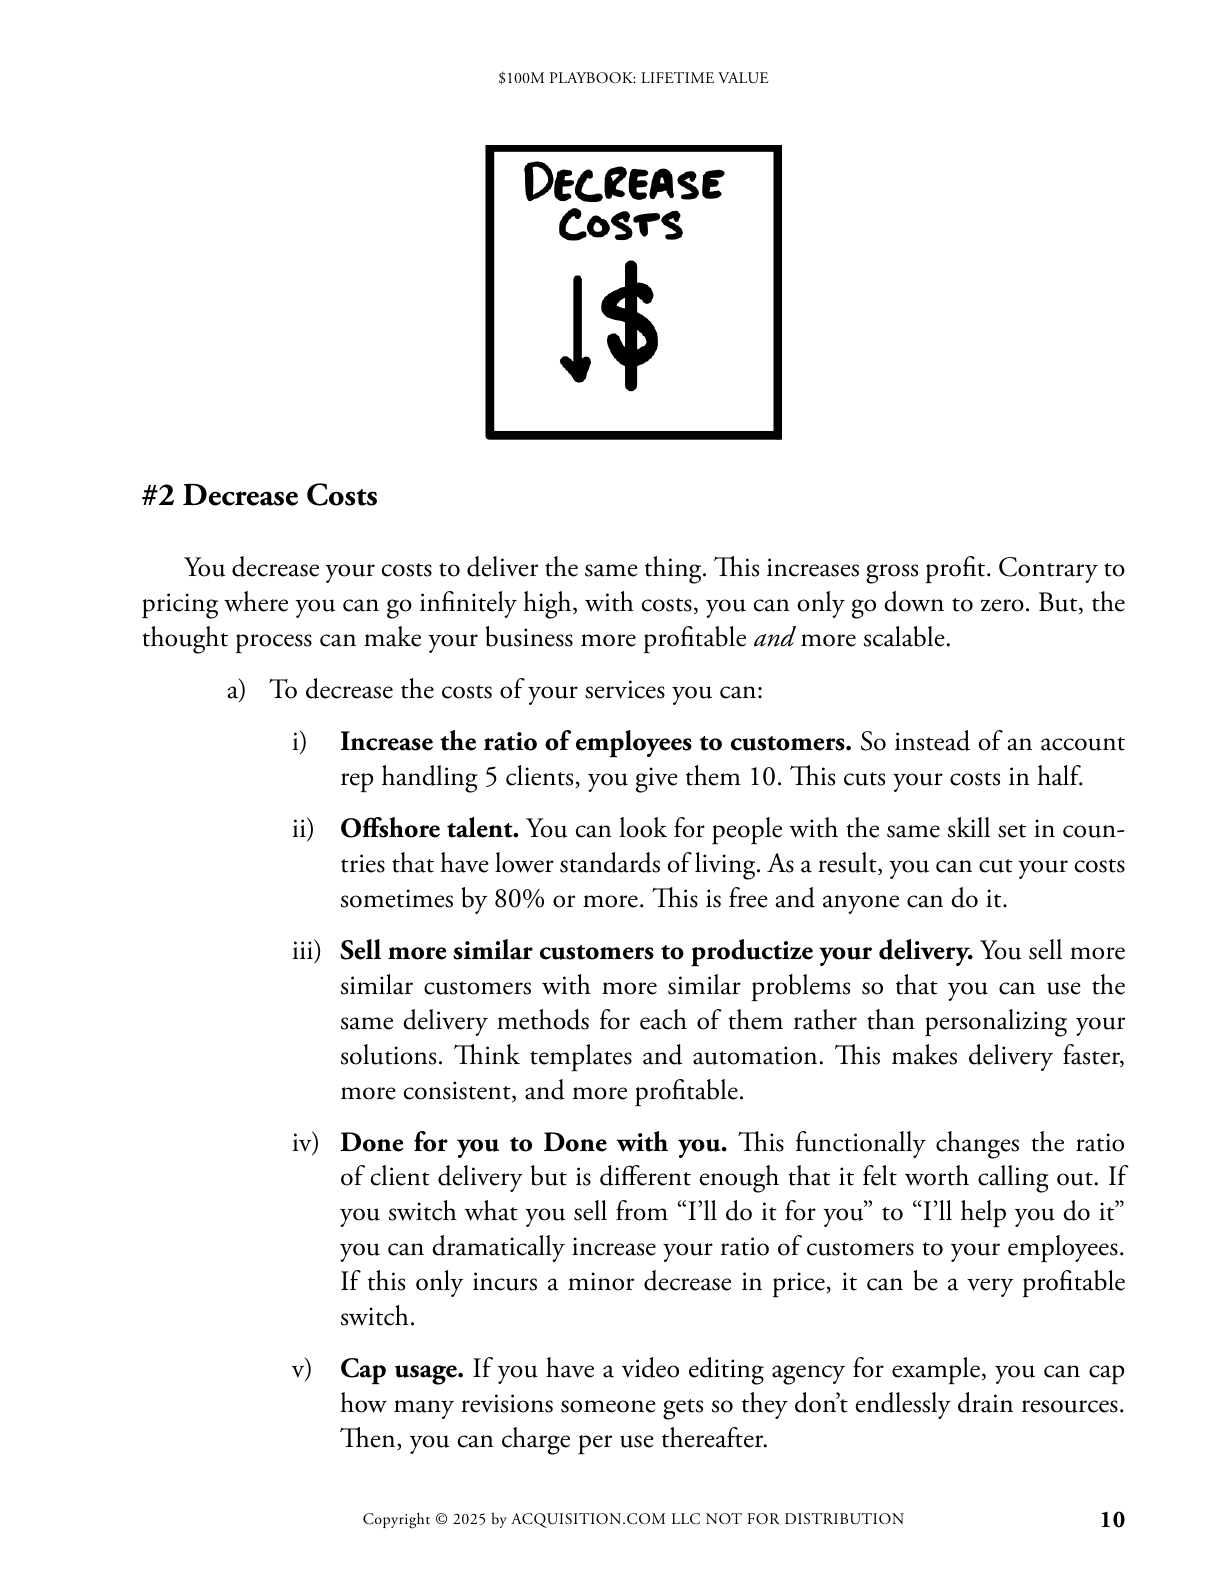 $100M PLAYBOOK: LIFETIME VALUE
DECREASE
COSTS
↓$
#2 Decrease Costs
You decrease your costs to deliver the same thing. This increases gross profit. Contrary to
pricing where you can go infinitely high, with costs, you can only go down to zero. But, the
thought process can make your business more profitable and more scalable.
a) To decrease the costs of your services you can:
i) Increase the ratio of employees to customers. So instead of an account
rep handling 5 clients, you give them 10. This cuts your costs in half.
ii) Offshore talent. You can look for people with the same skill set in coun-
tries that have lower standards of living. As a result, you can cut your costs
sometimes by 80% or more. This is free and anyone can do it.
iii) Sell more similar customers to productize your delivery. You sell more
similar customers with more similar problems so that you can use the
same delivery methods for each of them rather than personalizing your
solutions. Think templates and automation. This makes delivery faster,
more consistent, and more profitable.
iv) Done for you to Done with you. This functionally changes the ratio
of client delivery but is different enough that it felt worth calling out. If
you switch what you sell from “I’ll do it for you” to “I’ll help you do it”
you can dramatically increase your ratio of customers to your employees.
If this only incurs a minor decrease in price, it can be a very profitable
switch.
v) Cap usage. If you have a video editing agency for example, you can cap
how many revisions someone gets so they don’t endlessly drain resources.
Then, you can charge per use thereafter.
Copyright © 2025 by ACQUISITION.COM LLC NOT FOR DISTRIBUTION
10